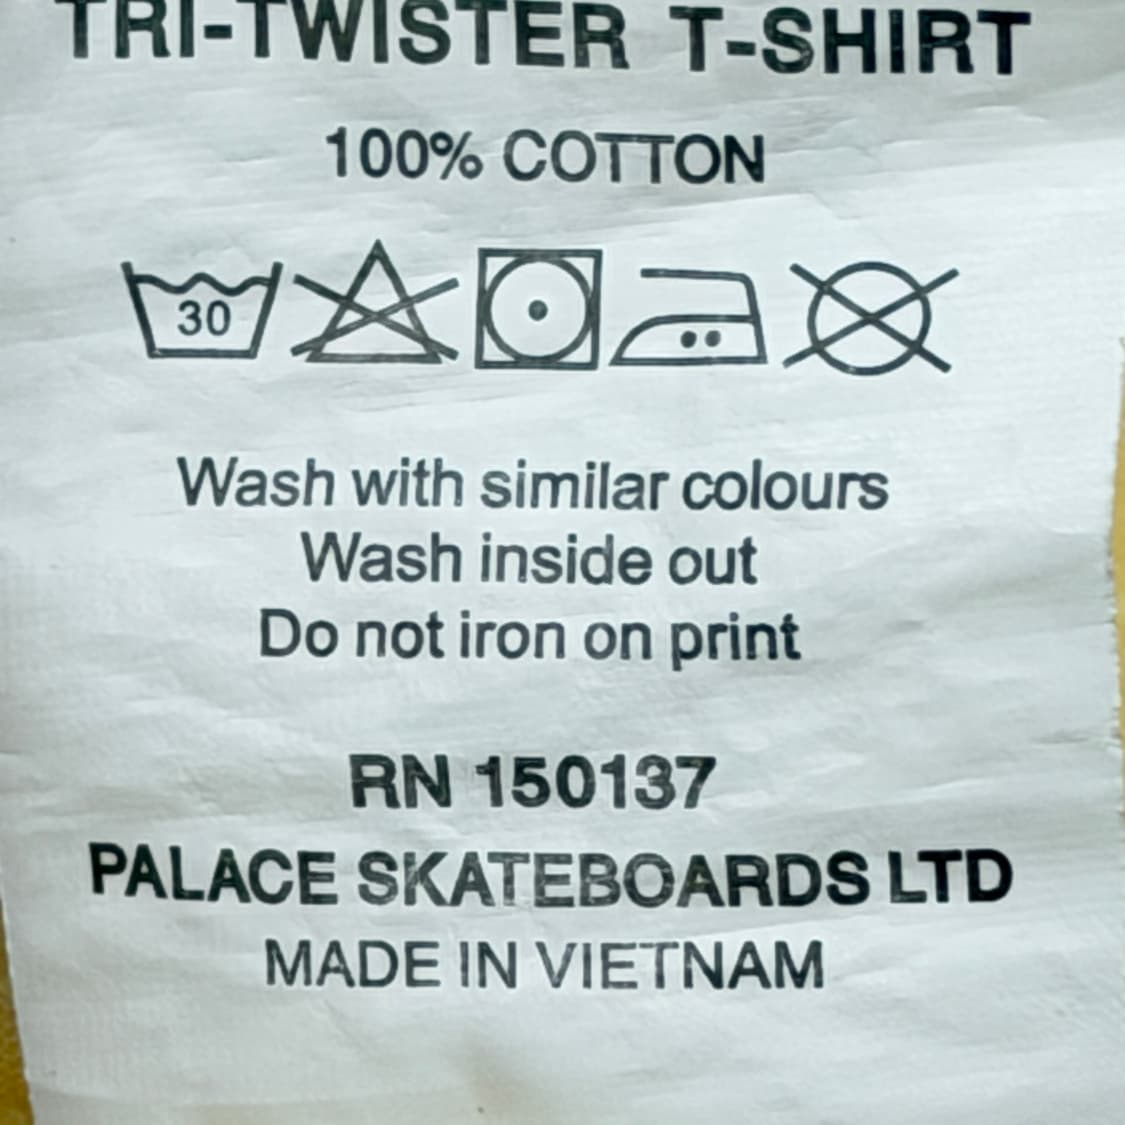 TRI-TWISTER T-SHIRT
100% COTTON
30
Wash with similar colours
Wash inside out
Do not iron on print
RN 150137
PALACE SKATEBOARDS LTD
MADE IN VIETNAM